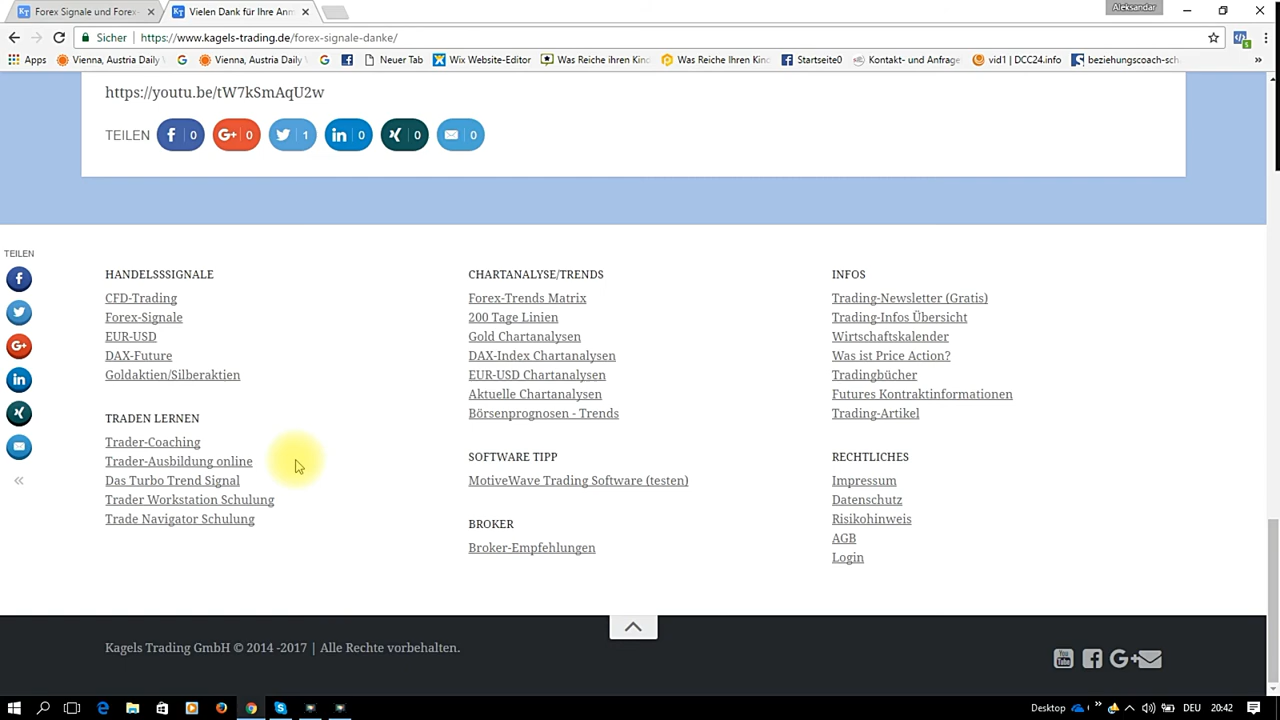 Forex Signale und Forex-
Vielen Dank für Ihre Anm
Aleksandar
Sicher
https://www.kagels-trading.de/forex-signale-danke/
Apps
Vienna, Austria Daily
Vienna, Austria Daily
Neuer Tab
Wix Website-Editor
Was Reiche ihren Kind
Was Reiche Ihren Kind
Startseite0
Kontakt- und Anfrage
vid1 | DCC24.info
beziehungscoach-sch
»
https://youtu.be/tW7kSmAqU2w
TEILEN
0
0
1
0
0
0
TEILEN
HANDELSSSIGNALE
CFD-Trading
Forex-Signale
EUR-USD
DAX-Future
Goldaktien/Silberaktien
TRADEN LERNEN
Trader-Coaching
Trader-Ausbildung online
Das Turbo Trend Signal
Trader Workstation Schulung
Trade Navigator Schulung
CHARTANALYSE/TRENDS
Forex-Trends Matrix
200 Tage Linien
Gold Chartanalysen
DAX-Index Chartanalysen
EUR-USD Chartanalysen
Aktuelle Chartanalysen
Börsenprognosen - Trends
SOFTWARE TIPP
MotiveWave Trading Software (testen)
BROKER
Broker-Empfehlungen
INFOS
Trading-Newsletter (Gratis)
Trading-Infos Übersicht
Wirtschaftskalender
Was ist Price Action?
Tradingbücher
Futures Kontraktinformationen
Trading-Artikel
RECHTLICHES
Impressum
Datenschutz
Risikohinweis
AGB
Login
Kagels Trading GmbH © 2014 -2017 | Alle Rechte vorbehalten.
Desktop
»
DEU
20:42